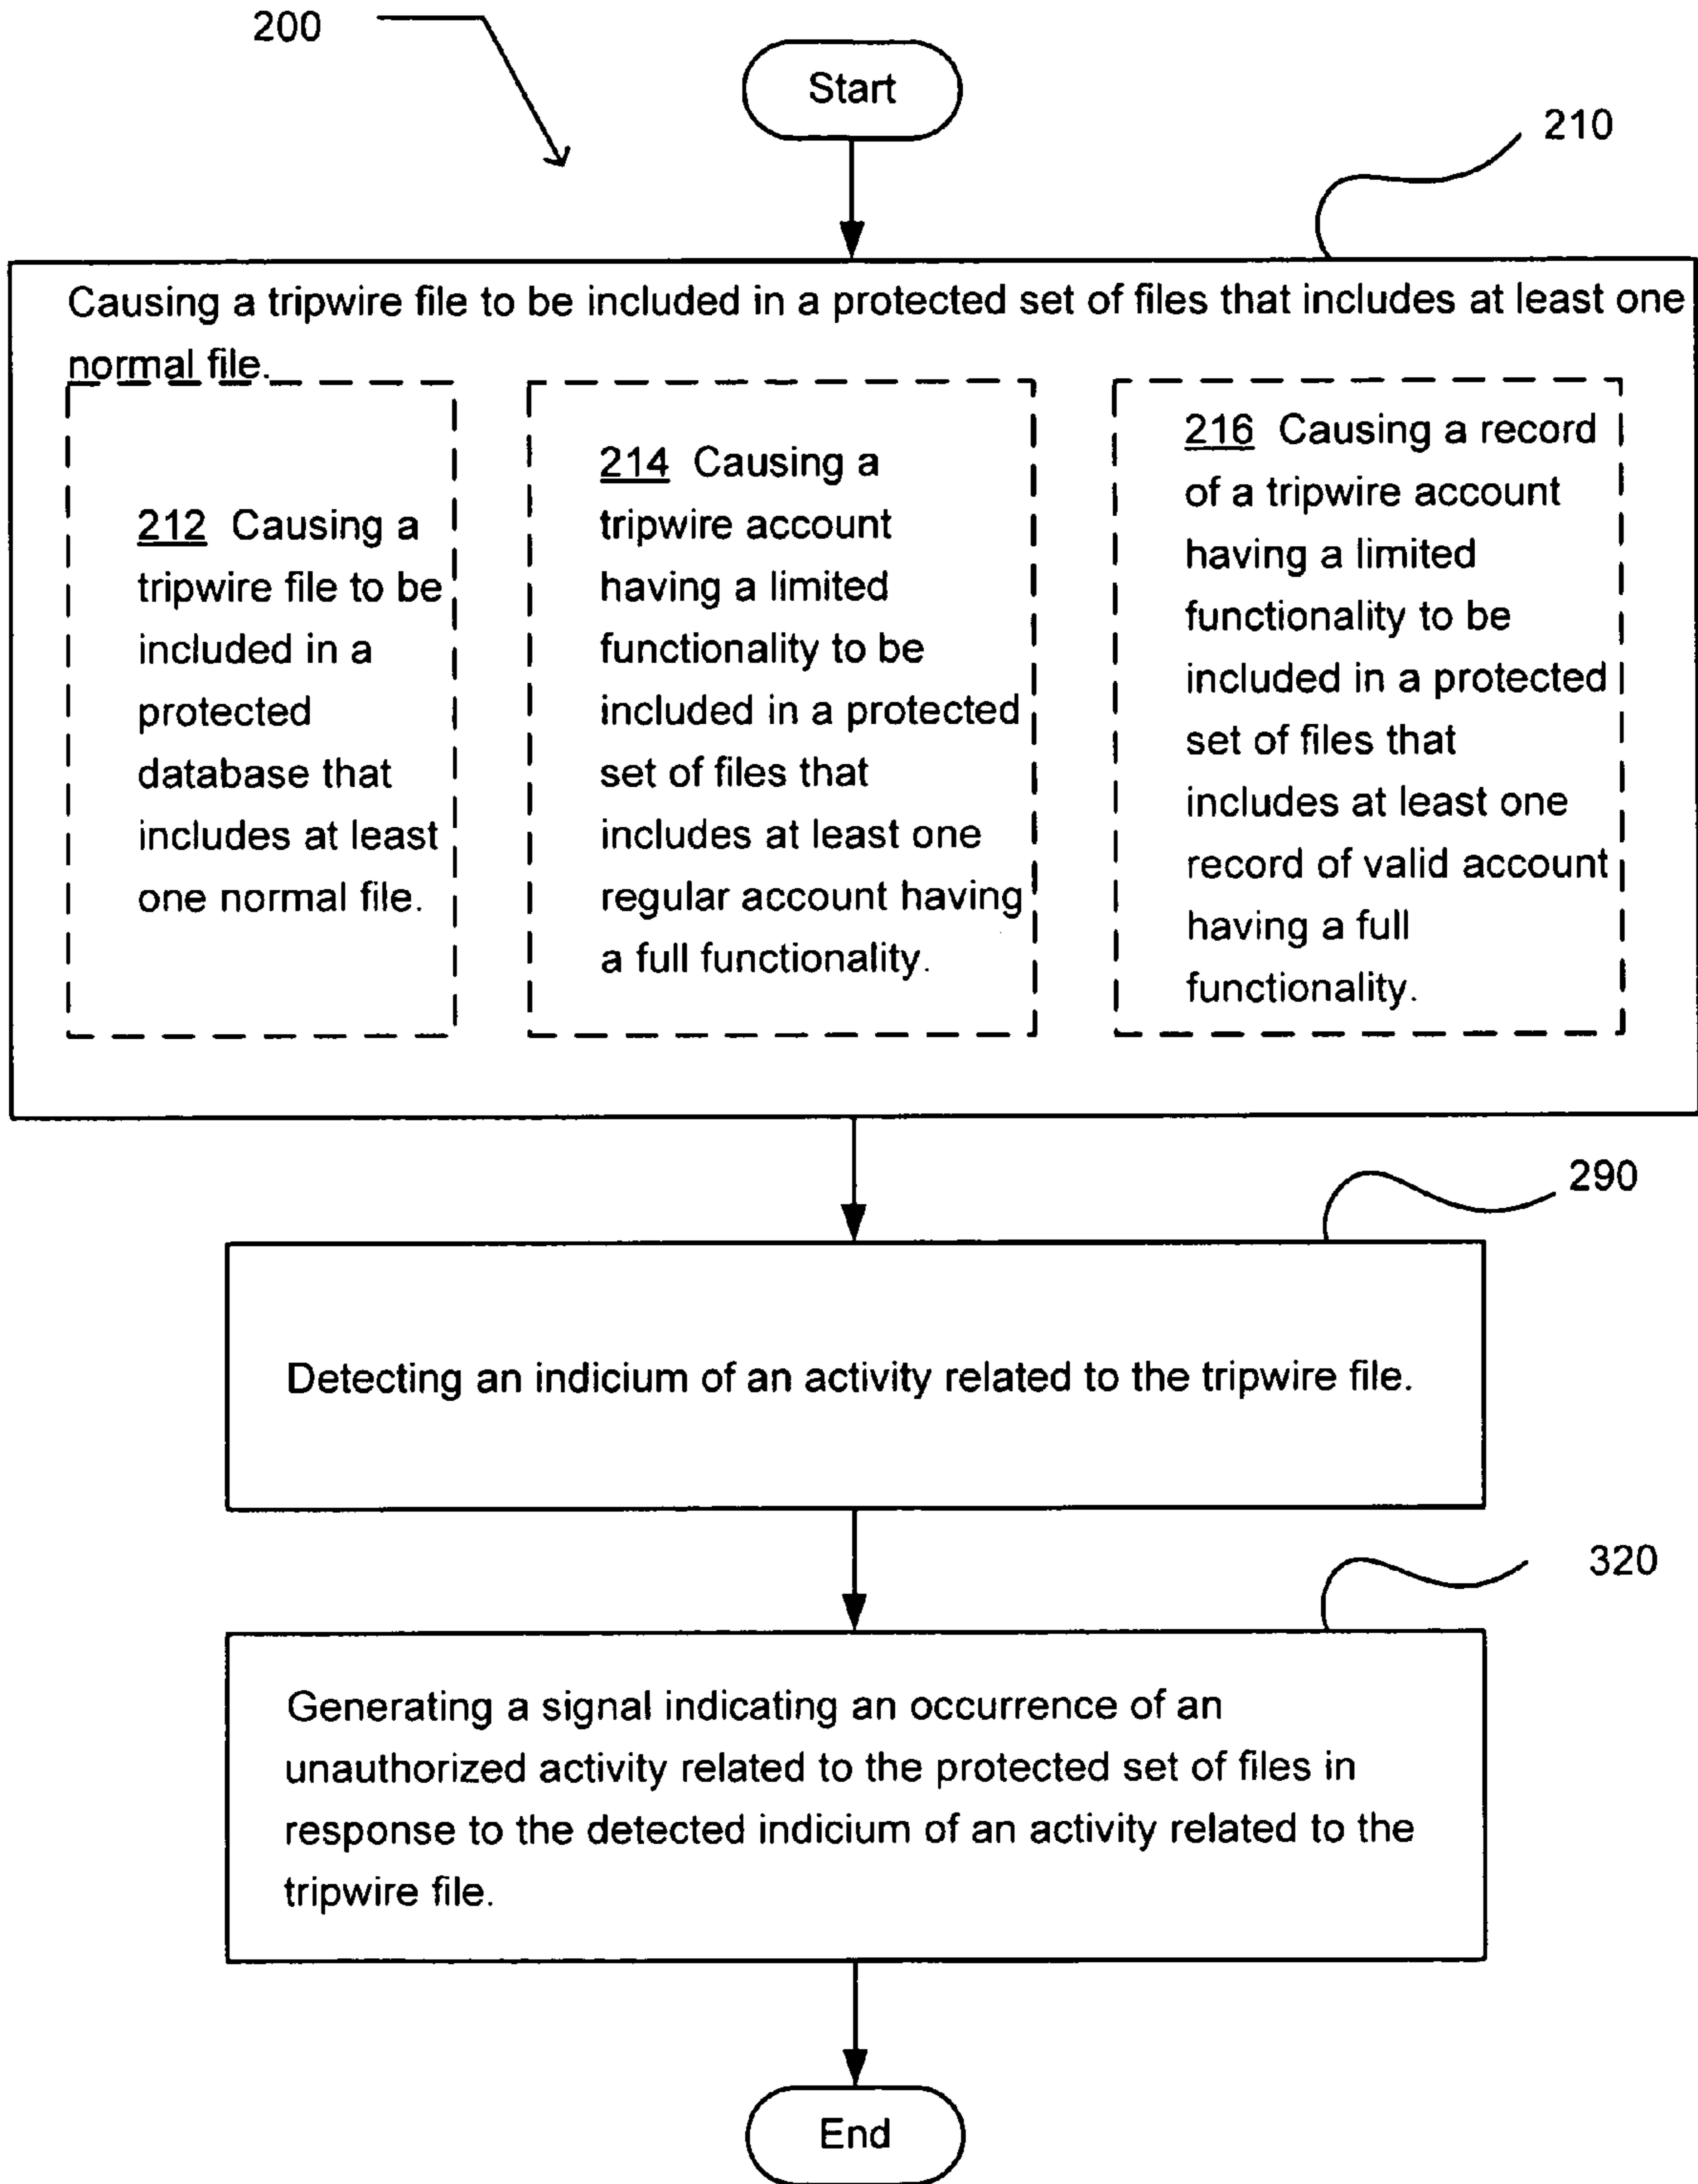 200
Start
210
Causing a tripwire file to be included in a protected set of files that includes at least one
normal file.
212 Causing a
tripwire file to be
included in a
protected
database that
includes at least
one normal file.
214 Causing a
tripwire account
having a limited
functionality to be
included in a protected
set of files that
includes at least one
regular account having
a full functionality.
216 Causing a record
of a tripwire account
having a limited
functionality to be
included in a protected
set of files that
includes at least one
record of valid account
having a full
functionality.
290
Detecting an indicium of an activity related to the tripwire file.
320
Generating a signal indicating an occurrence of an
unauthorized activity related to the protected set of files in
response to the detected indicium of an activity related to the
tripwire file.
End